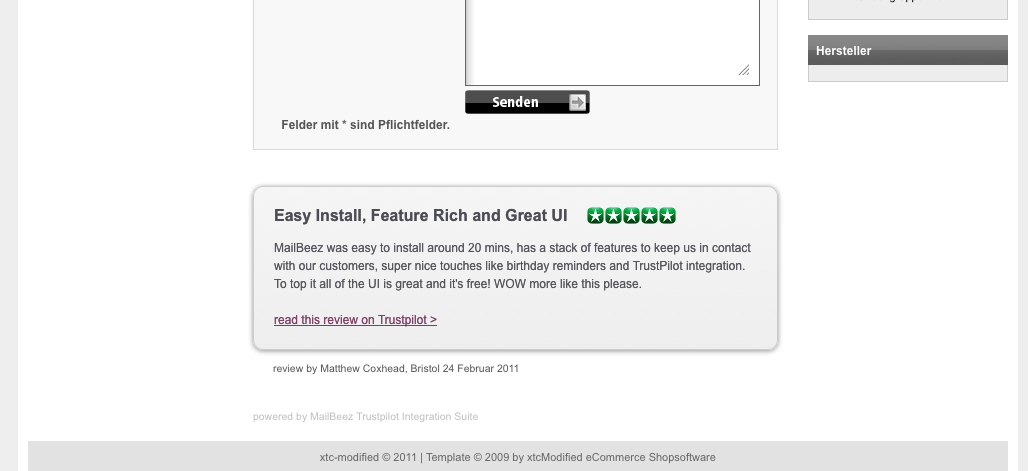 Hersteller
Senden
Felder mit * sind Pflichtfelder.
Easy Install, Feature Rich and Great UI
MailBeez was easy to install around 20 mins, has a stack of features to keep us in contact
with our customers, super nice touches like birthday reminders and TrustPilot integration.
To top it all of the UI is great and it's free! WOW more like this please.
read this review on Trustpilot >
review by Matthew Coxhead, Bristol 24 Februar 2011
powered by MailBeez Trustpilot Integration Suite
xtc-modified © 2011 | Template © 2009 by xtcModified eCommerce Shopsoftware